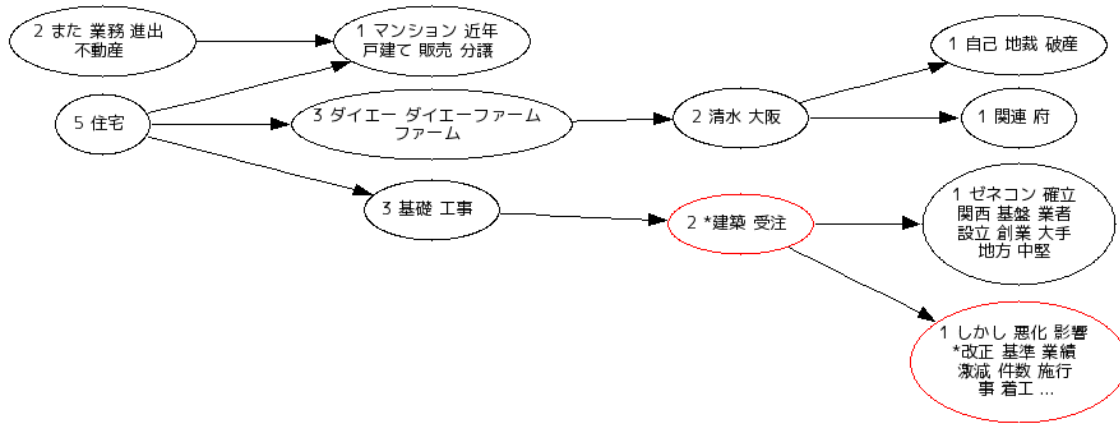 2 また 業務 進出
不動産
1 マンション 近年
戸建て 販売 分譲
5 住宅
3 ダイエー ダイエーファーム
ファーム
2 清水 大阪
1 自己 地裁 破産
1 関連 府
3 基礎 工事
2 *建築 受注
1 ゼネコン 確立
関西 基盤 業者
設立 創業 大手
地方 中堅
1 しかし 悪化 影響
*改正 基準 業績
激減 件数 施行
事 着工 ...